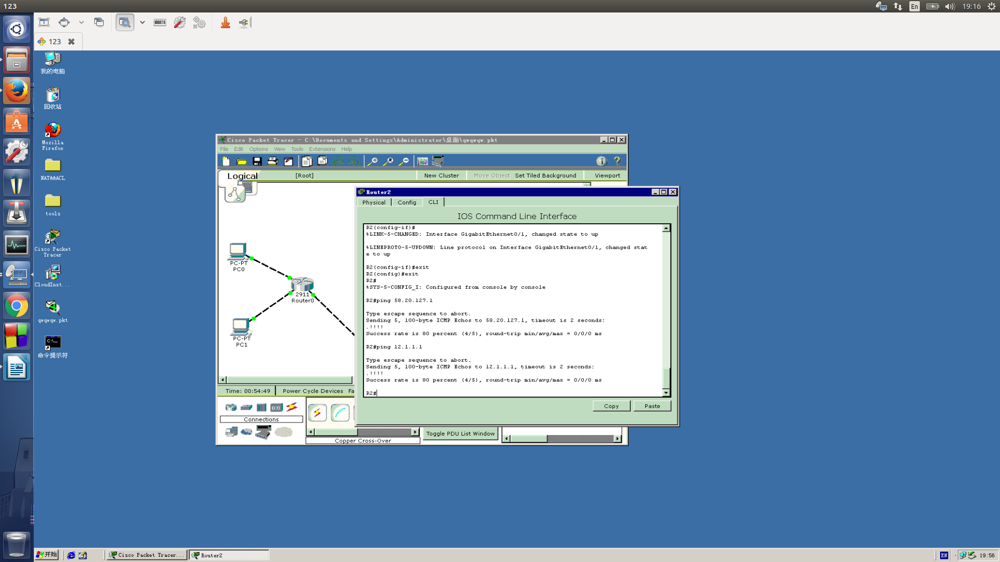 123
En
19:16
123
我的电脑
回收站
Mozilla
Firefox
NAT&&ACL
tools
Cisco Packet
Tracer
CloudInst...
qwqwqw.pkt
命令提示符
Cisco Packet Tracer - C:\Documents and Settings\Administrator\桌面\qwqwqw.pkt
File Edit Options View Tools Extensions Help
Logical [Root] New Cluster Move Object Set Tiled Background Viewport
PC-PT
PC0
2911
Router0
PC-PT
PC1
Time: 00:54:49 Power Cycle Devices Fa
Connections
Copper Cross-Over
Toggle PDU List Window
Router2
Physical Config CLI
IOS Command Line Interface
R2(config-if)#
%LINK-5-CHANGED: Interface GigabitEthernet0/1, changed state to up
%LINEPROTO-5-UPDOWN: Line protocol on Interface GigabitEthernet0/1, changed stat
e to up
R2(config-if)#exit
R2(config)#exit
R2#
%SYS-5-CONFIG_I: Configured from console by console
R2#ping 58.20.127.1
Type escape sequence to abort.
Sending 5, 100-byte ICMP Echos to 58.20.127.1, timeout is 2 seconds:
.!!!!
Success rate is 80 percent (4/5), round-trip min/avg/max = 0/0/0 ms
R2#ping 12.1.1.1
Type escape sequence to abort.
Sending 5, 100-byte ICMP Echos to 12.1.1.1, timeout is 2 seconds:
.!!!!
Success rate is 80 percent (4/5), round-trip min/avg/max = 0/0/0 ms
R2#
Copy Paste
开始 Cisco Packet Tracer... Router2 EN 19:56